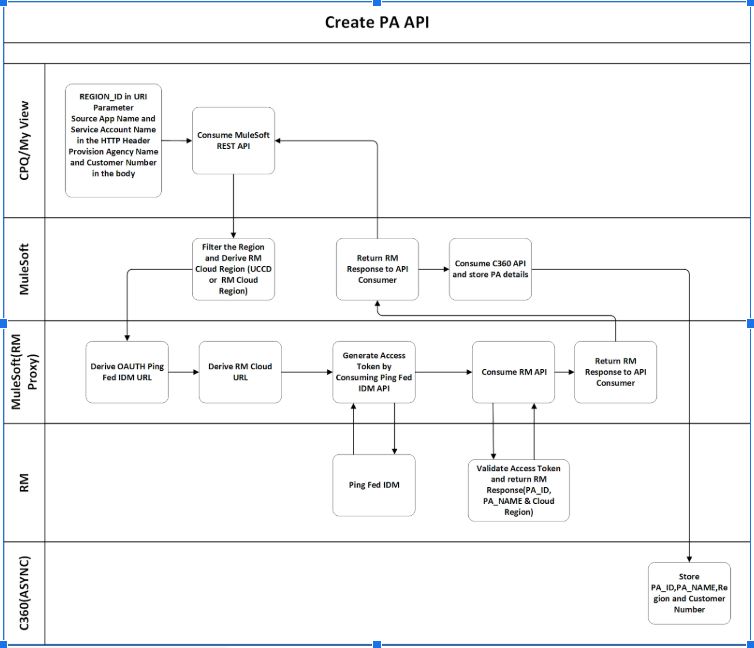 Create PA API
CPQ/My View
REGION_ID in URI
Parameter
Source App Name and
Service Account Name
in the HTTP Header
Provision Agency Name
and Customer Number
in the body
Consume MuleSoft
REST API
MuleSoft
Filter the Region
and Derive RM
Cloud Region (UCCD
or RM Cloud
Region)
Return RM
Response to API
Consumer
Consume C360 API
and store PA details
MuleSoft(RM
Proxy)
Derive OAUTH Ping
Fed IDM URL
Derive RM Cloud
URL
Generate Access
Token by
Consuming Ping Fed
IDM API
Consume RM API
Return RM
Response to API
Consumer
RM
Ping Fed IDM
Validate Access Token
and return RM
Response(PA_ID,
PA_NAME & Cloud
Region)
C360(ASYNC)
Store
PA_ID,PA_NAME,Re
gion and Customer
Number